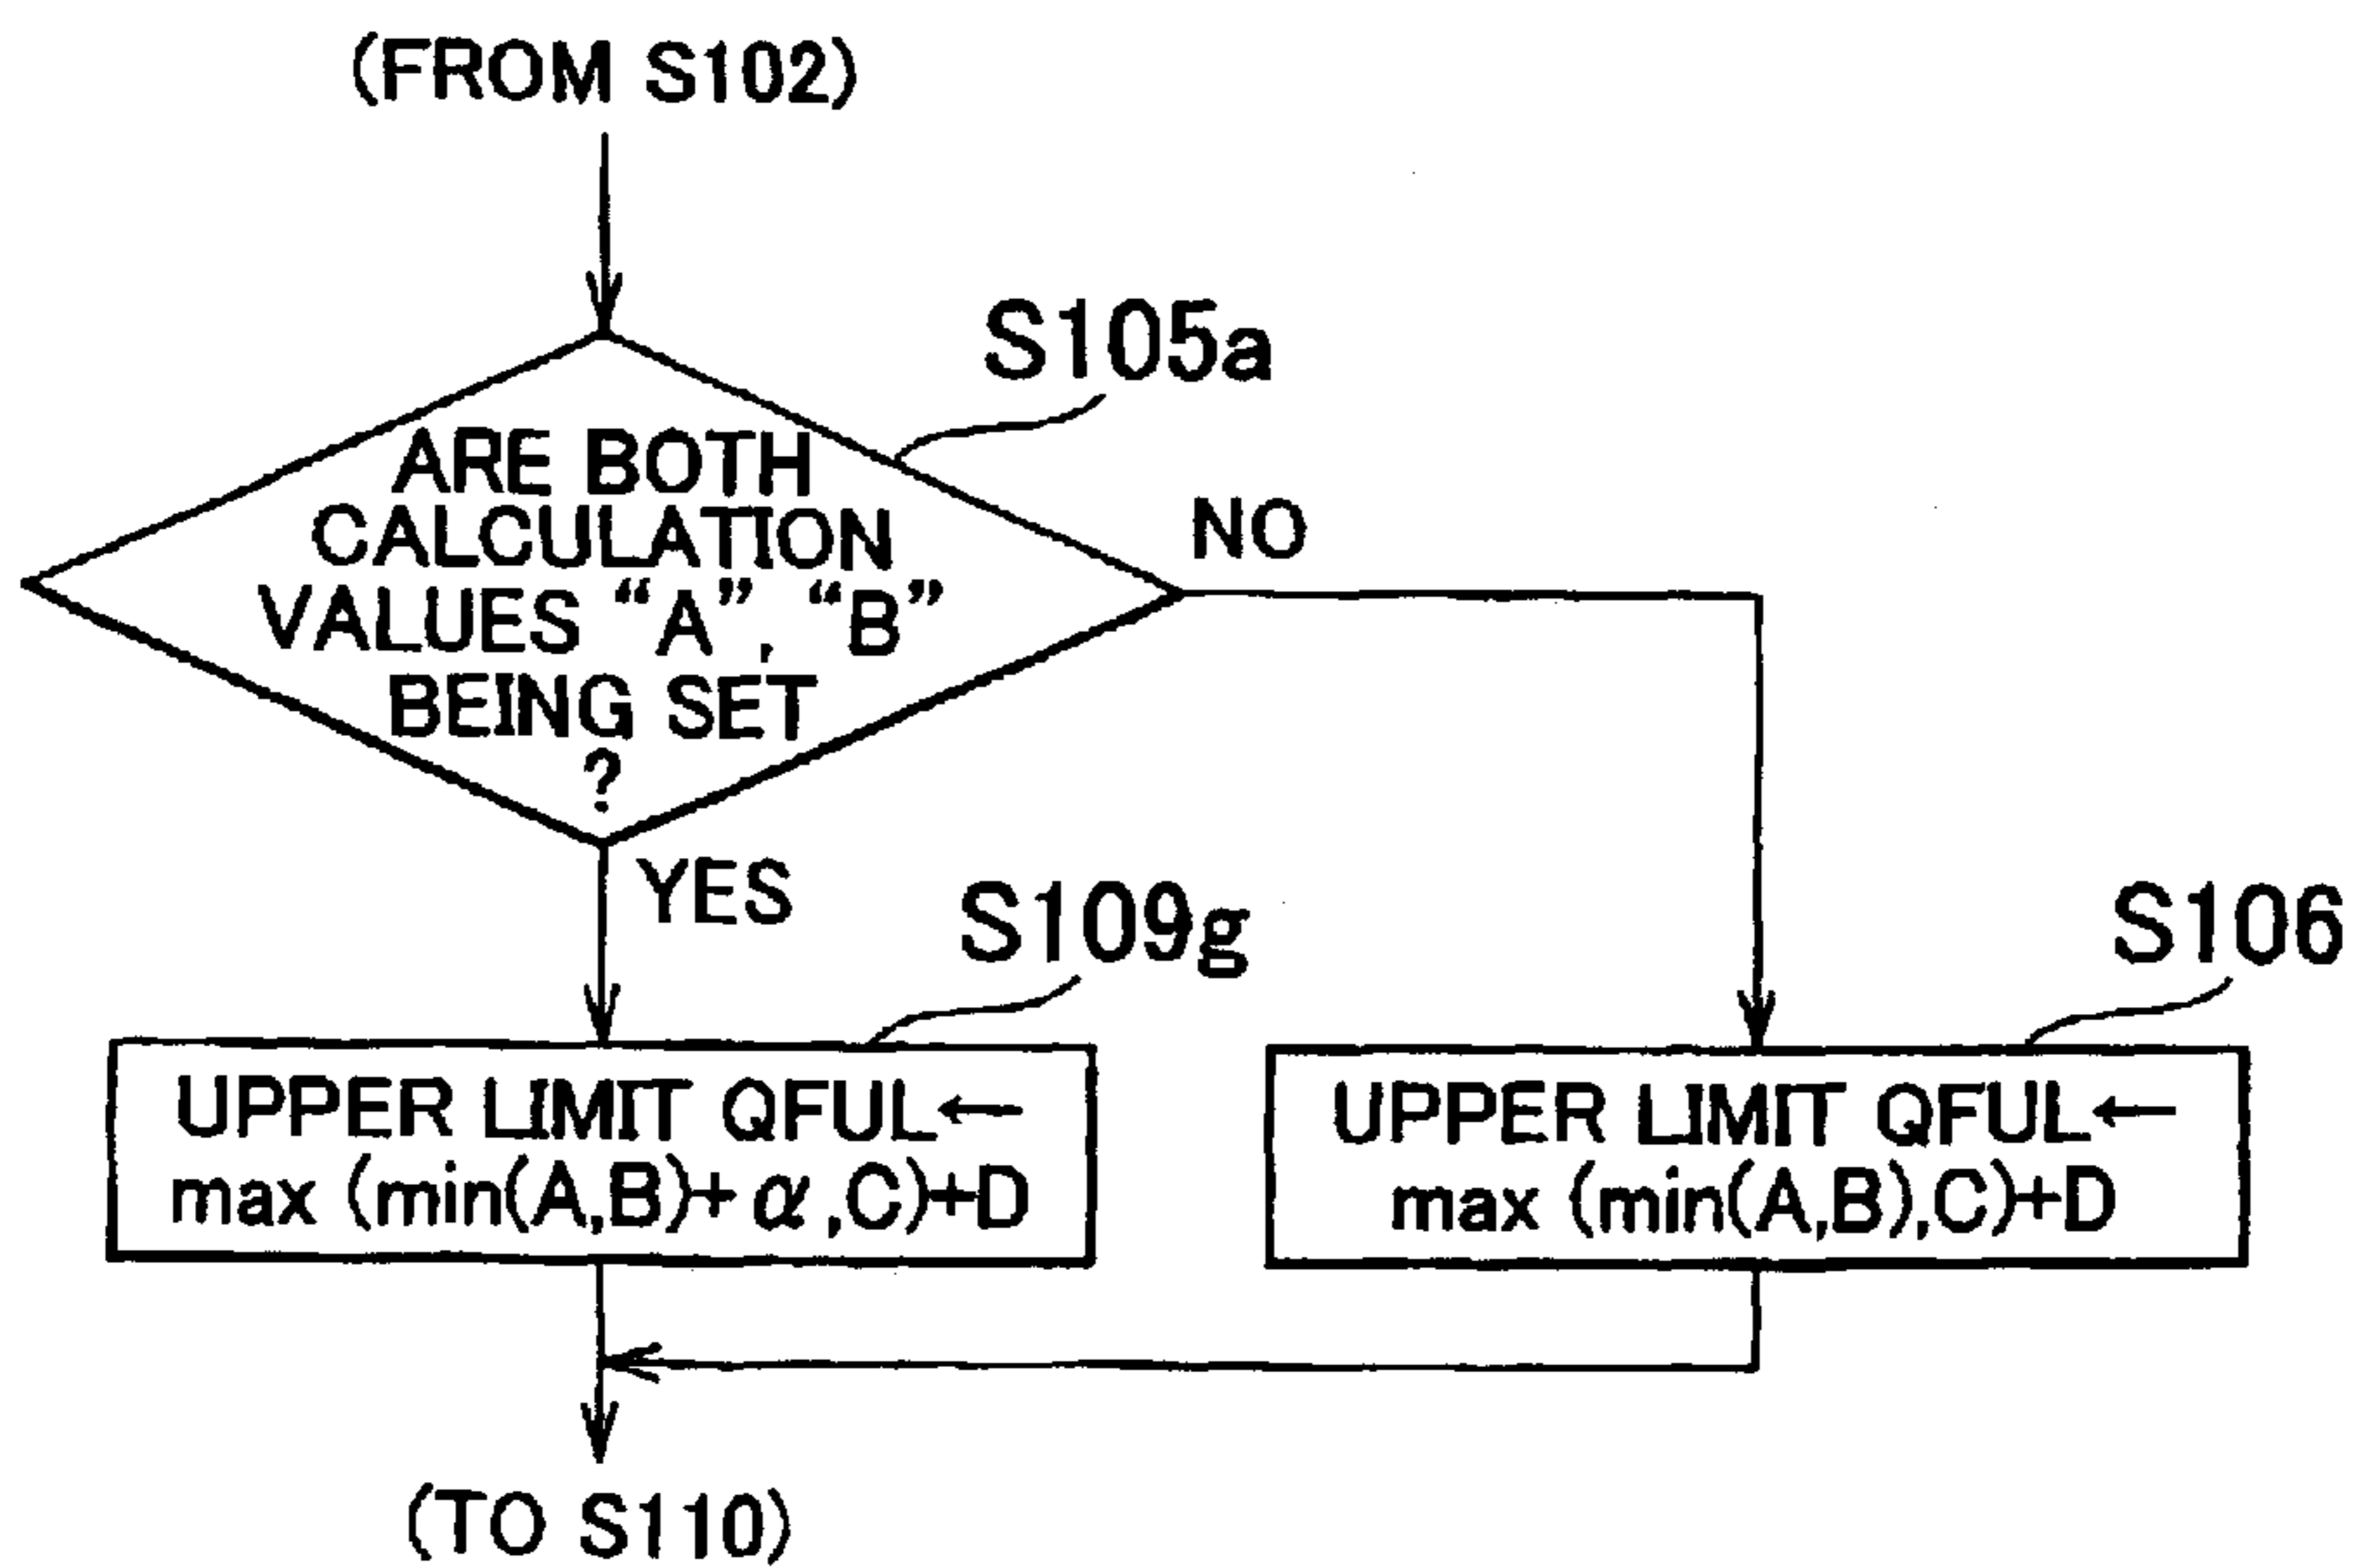 (FROM S102)
S105a
ARE BOTH
CALCULATION
VALUES “A”, “B”
BEING SET
?
NO
YES
S109g
UPPER LIMIT QFUL←
max (min(A,B)+α,C)+D
S106
UPPER LIMIT QFUL←
max (min(A,B),C)+D
(TO S110)